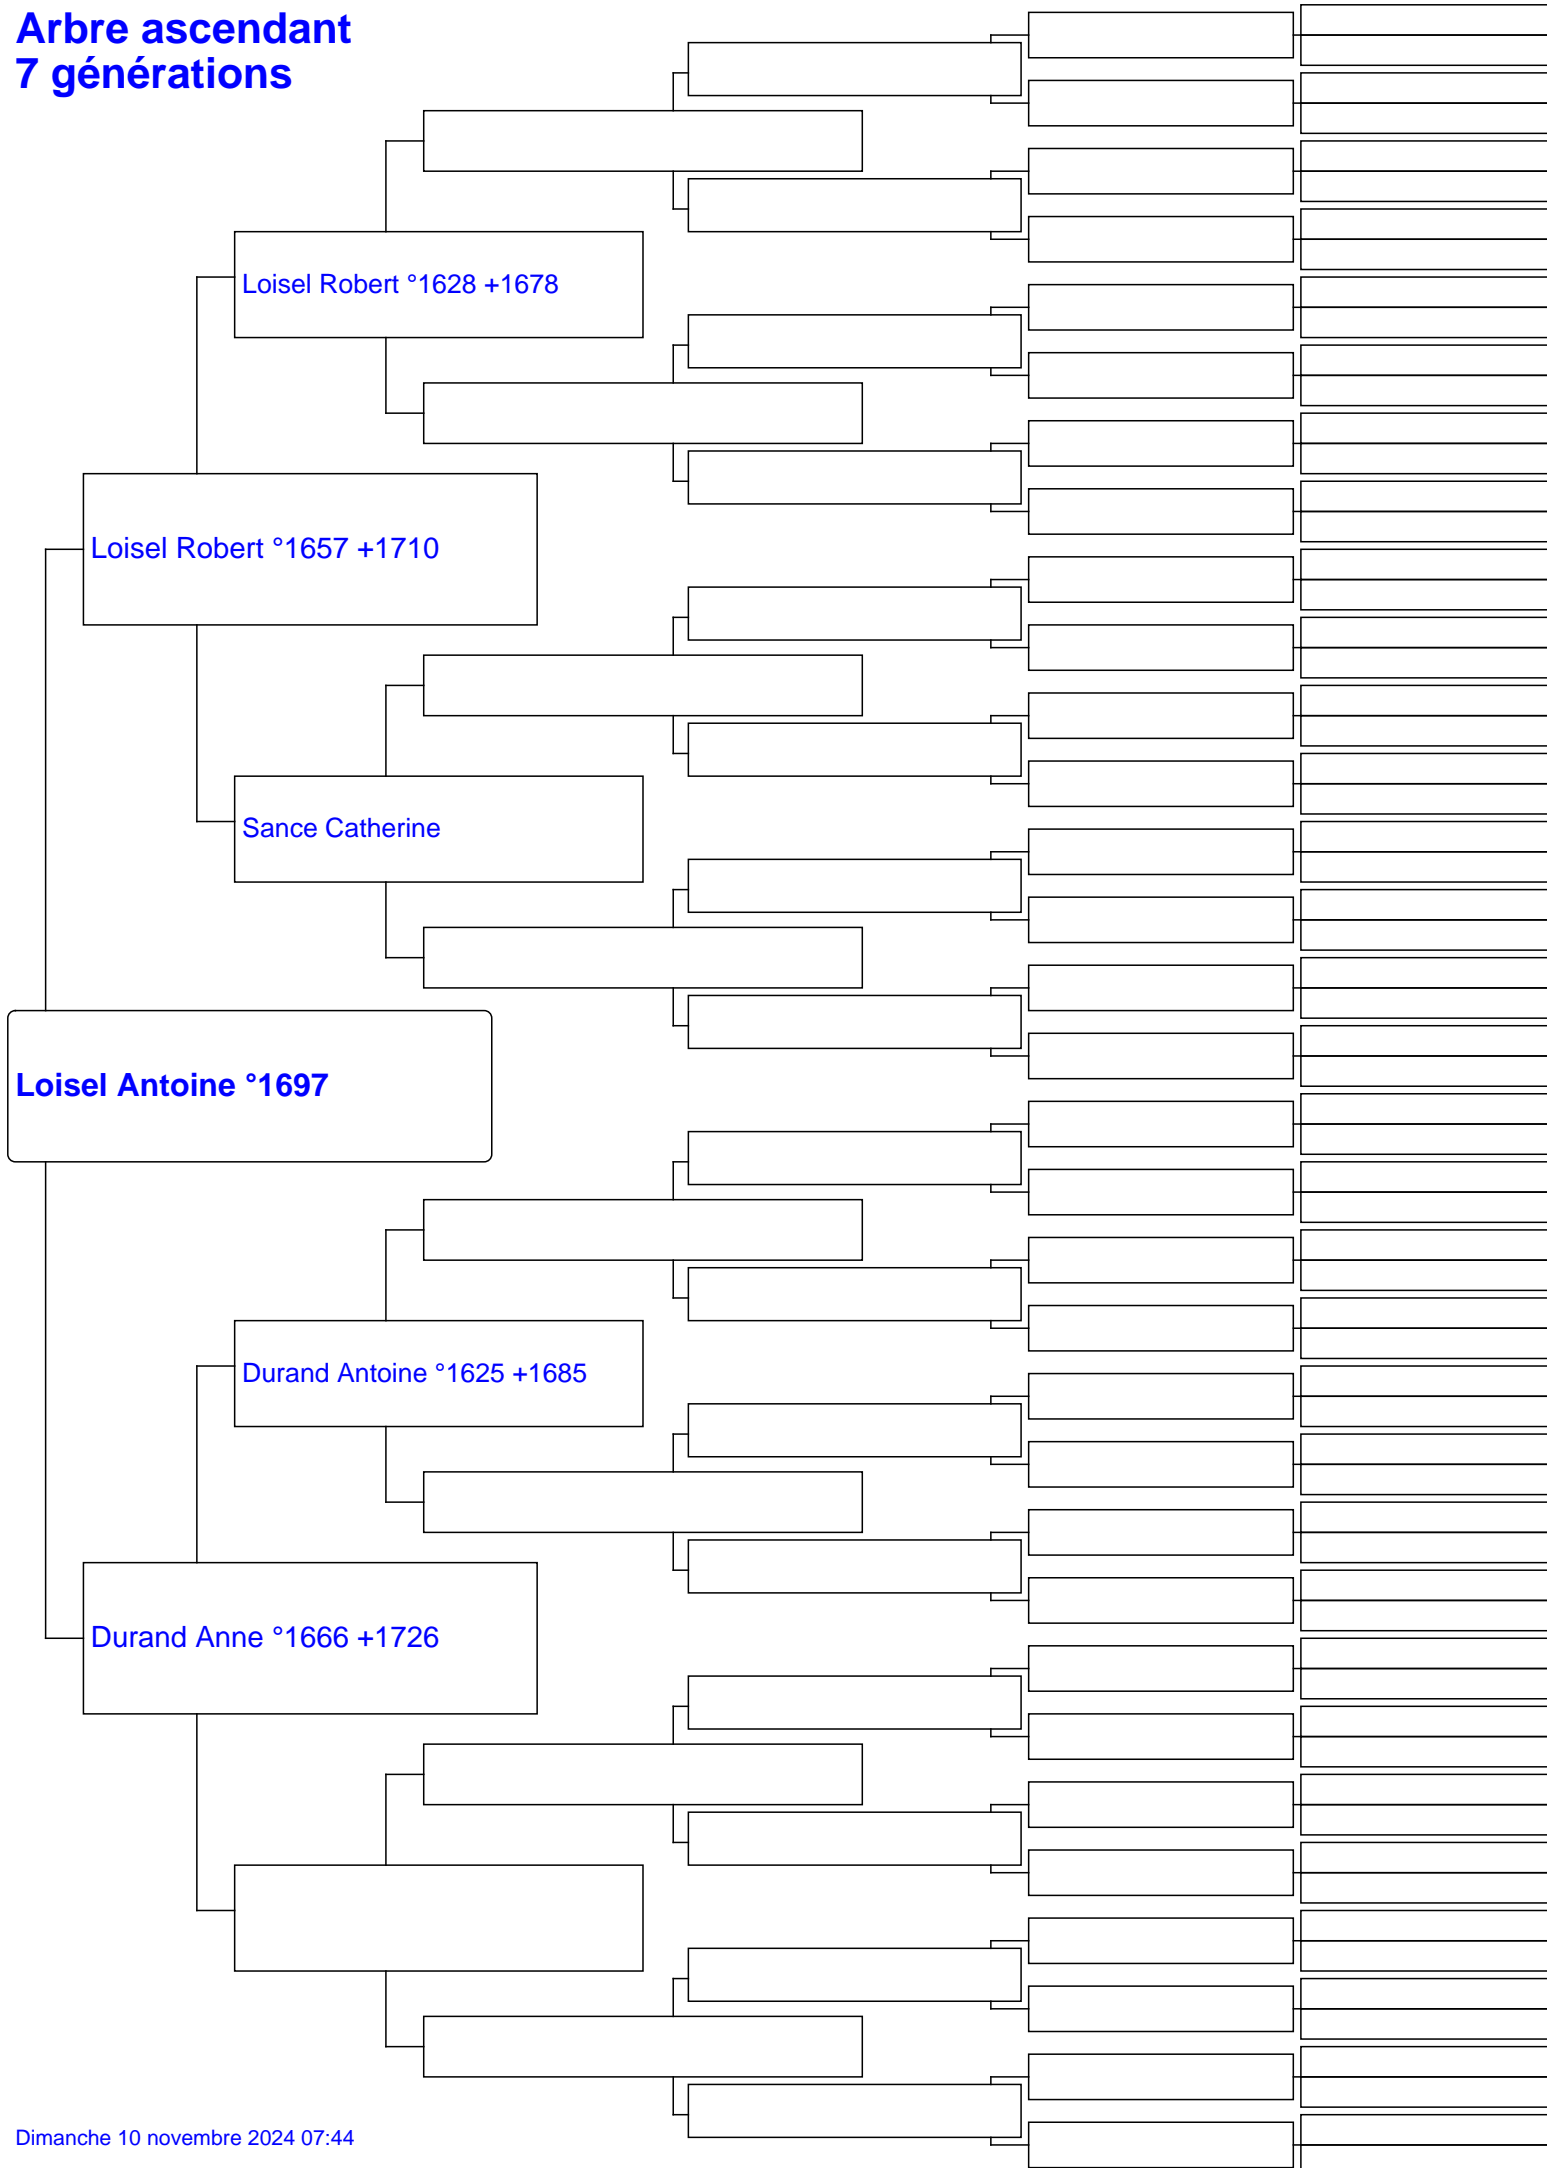 Arbre ascendant
7 générations
Loisel Robert °1628 +1678
Loisel Robert °1657 +1710
Sance Catherine
Loisel Antoine °1697
Durand Antoine °1625 +1685
Durand Anne °1666 +1726
Dimanche 10 novembre 2024 07:44